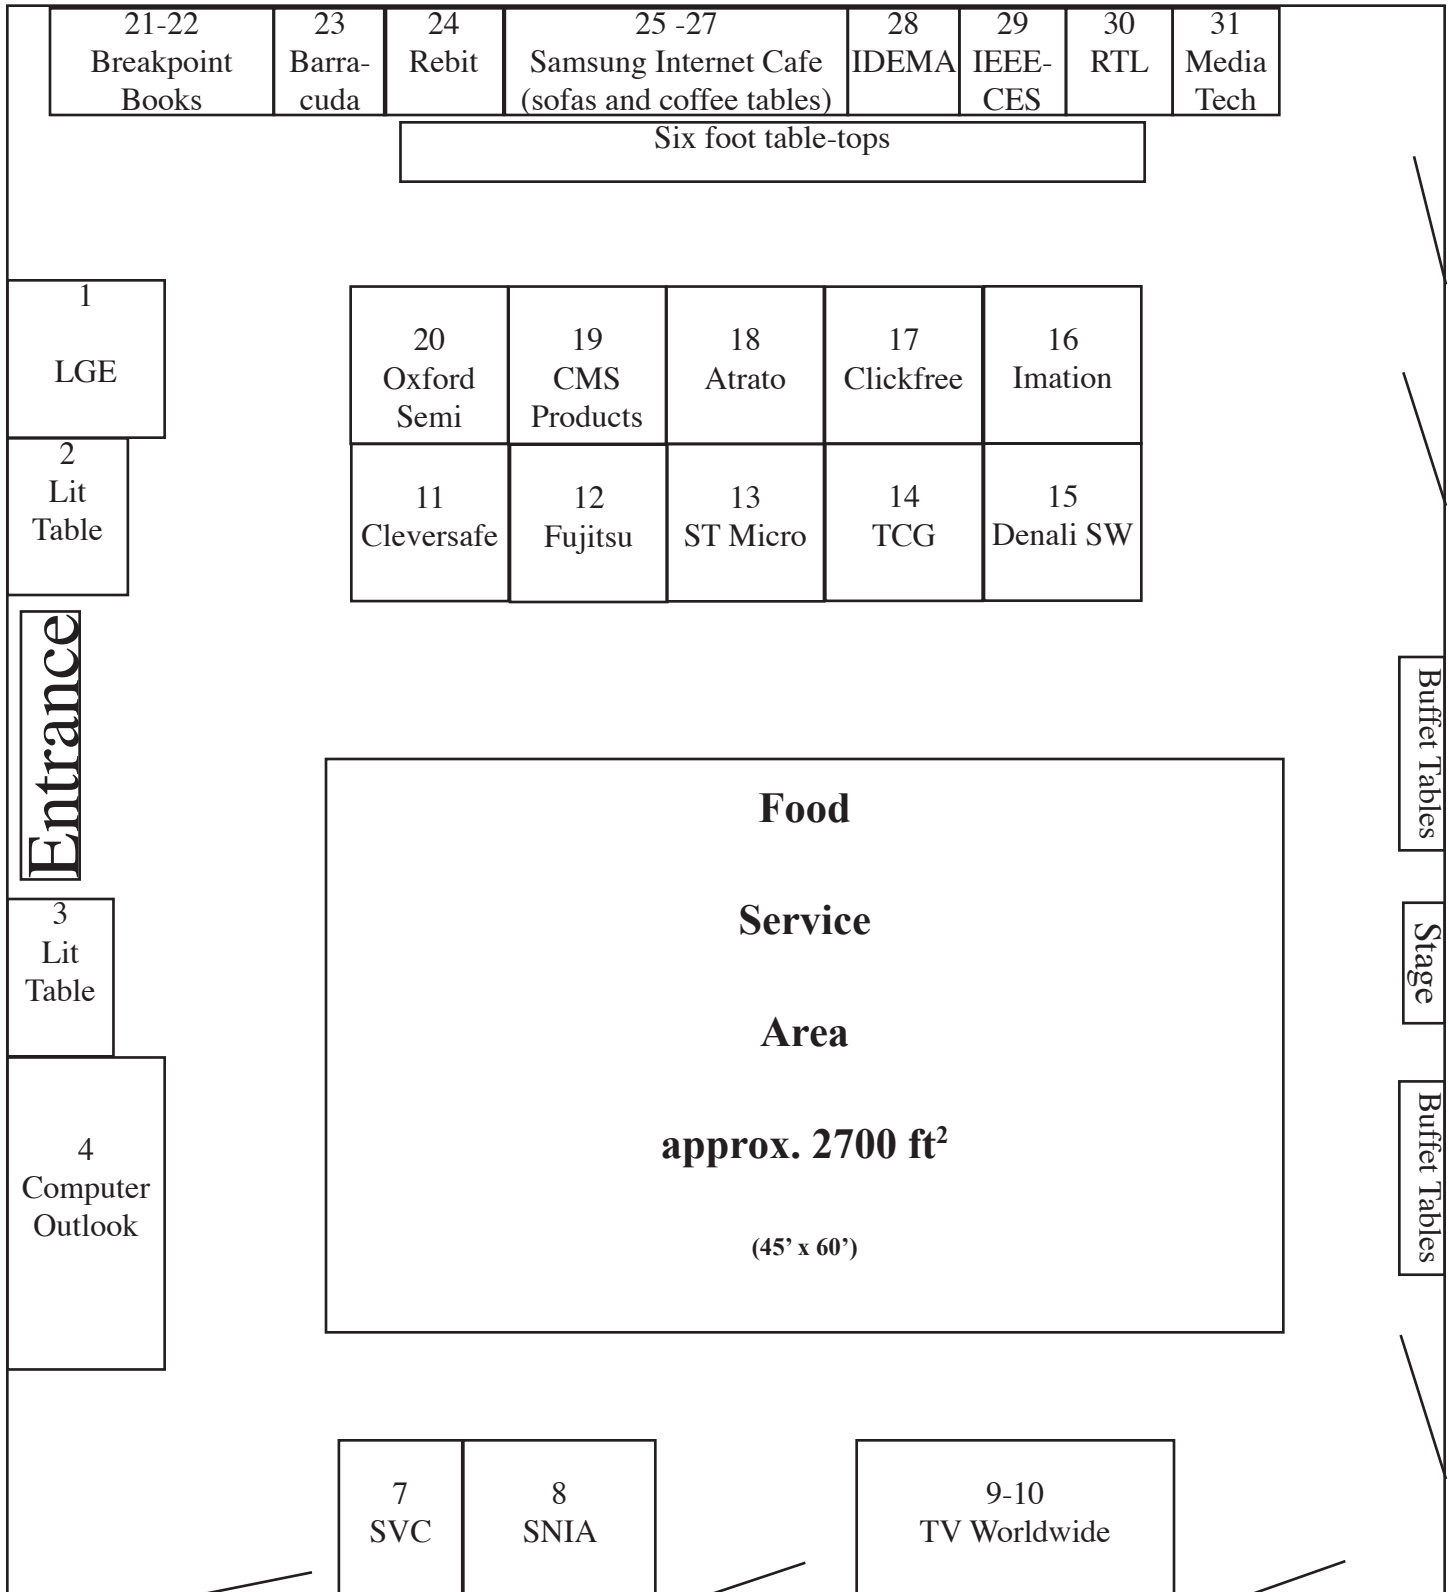 21-22
Breakpoint
Books
23
Barra-
cuda
24
Rebit
25 -27
Samsung Internet Cafe
(sofas and coffee tables)
28
IDEMA
29
IEEE-
CES
30
RTL
31
Media
Tech
Six foot table-tops
1
LGE
20
Oxford
Semi
19
CMS
Products
18
Atrato
17
Clickfree
16
Imation
2
Lit
Table
11
Cleversafe
12
Fujitsu
13
ST Micro
14
TCG
15
Denali SW
Entrance
Buffet Tables
Food
Service
Area
approx. 2700 ft²
(45’ x 60’)
Stage
3
Lit
Table
Buffet Tables
4
Computer
Outlook
7
SVC
8
SNIA
9-10
TV Worldwide